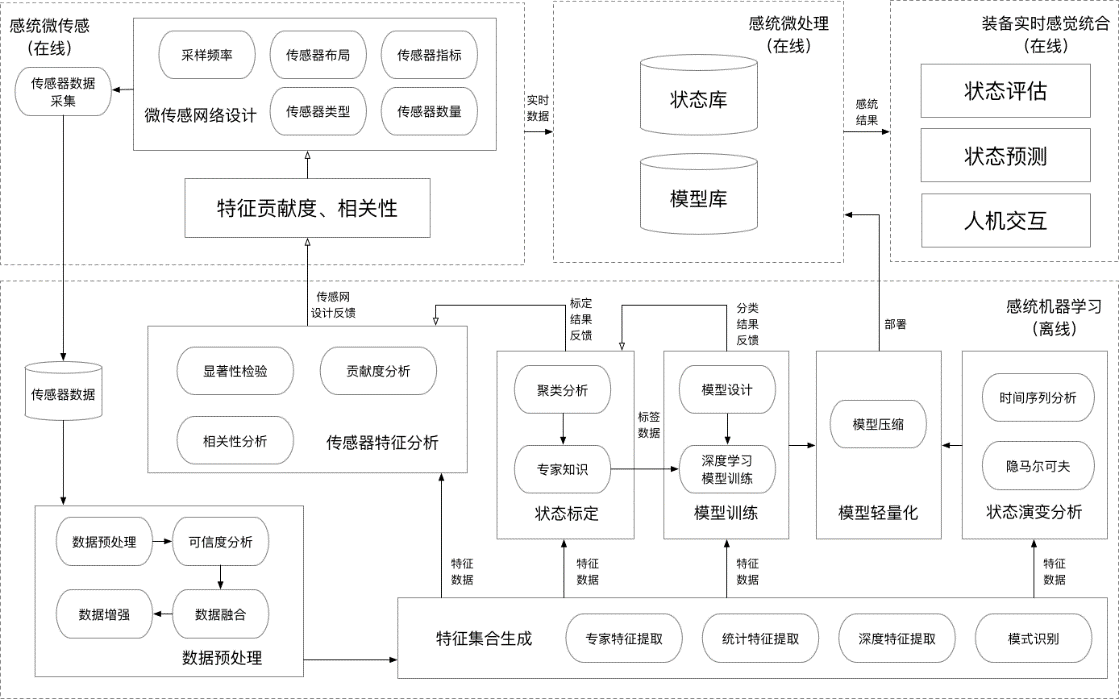 感统微传感
（在线）
传感器数据
采集
采样频率
传感器布局
传感器指标
传感器类型
传感器数量
微传感网络设计
特征贡献度、相关性
实时
数据
感统微处理
（在线）
状态库
模型库
感统
结果
装备实时感觉统合
（在线）
状态评估
状态预测
人机交互
感统机器学习
（离线）
传感网
设计反馈
标定
结果
反馈
分类
结果
反馈
部署
传感器数据
显著性检验
贡献度分析
相关性分析
传感器特征分析
聚类分析
专家知识
状态标定
标签
数据
模型设计
深度学习
模型训练
模型训练
模型压缩
模型轻量化
时间序列分析
隐马尔可夫
状态演变分析
数据预处理
可信度分析
数据增强
数据融合
数据预处理
特征
数据
特征
数据
特征
数据
特征
数据
特征集合生成
专家特征提取
统计特征提取
深度特征提取
模式识别